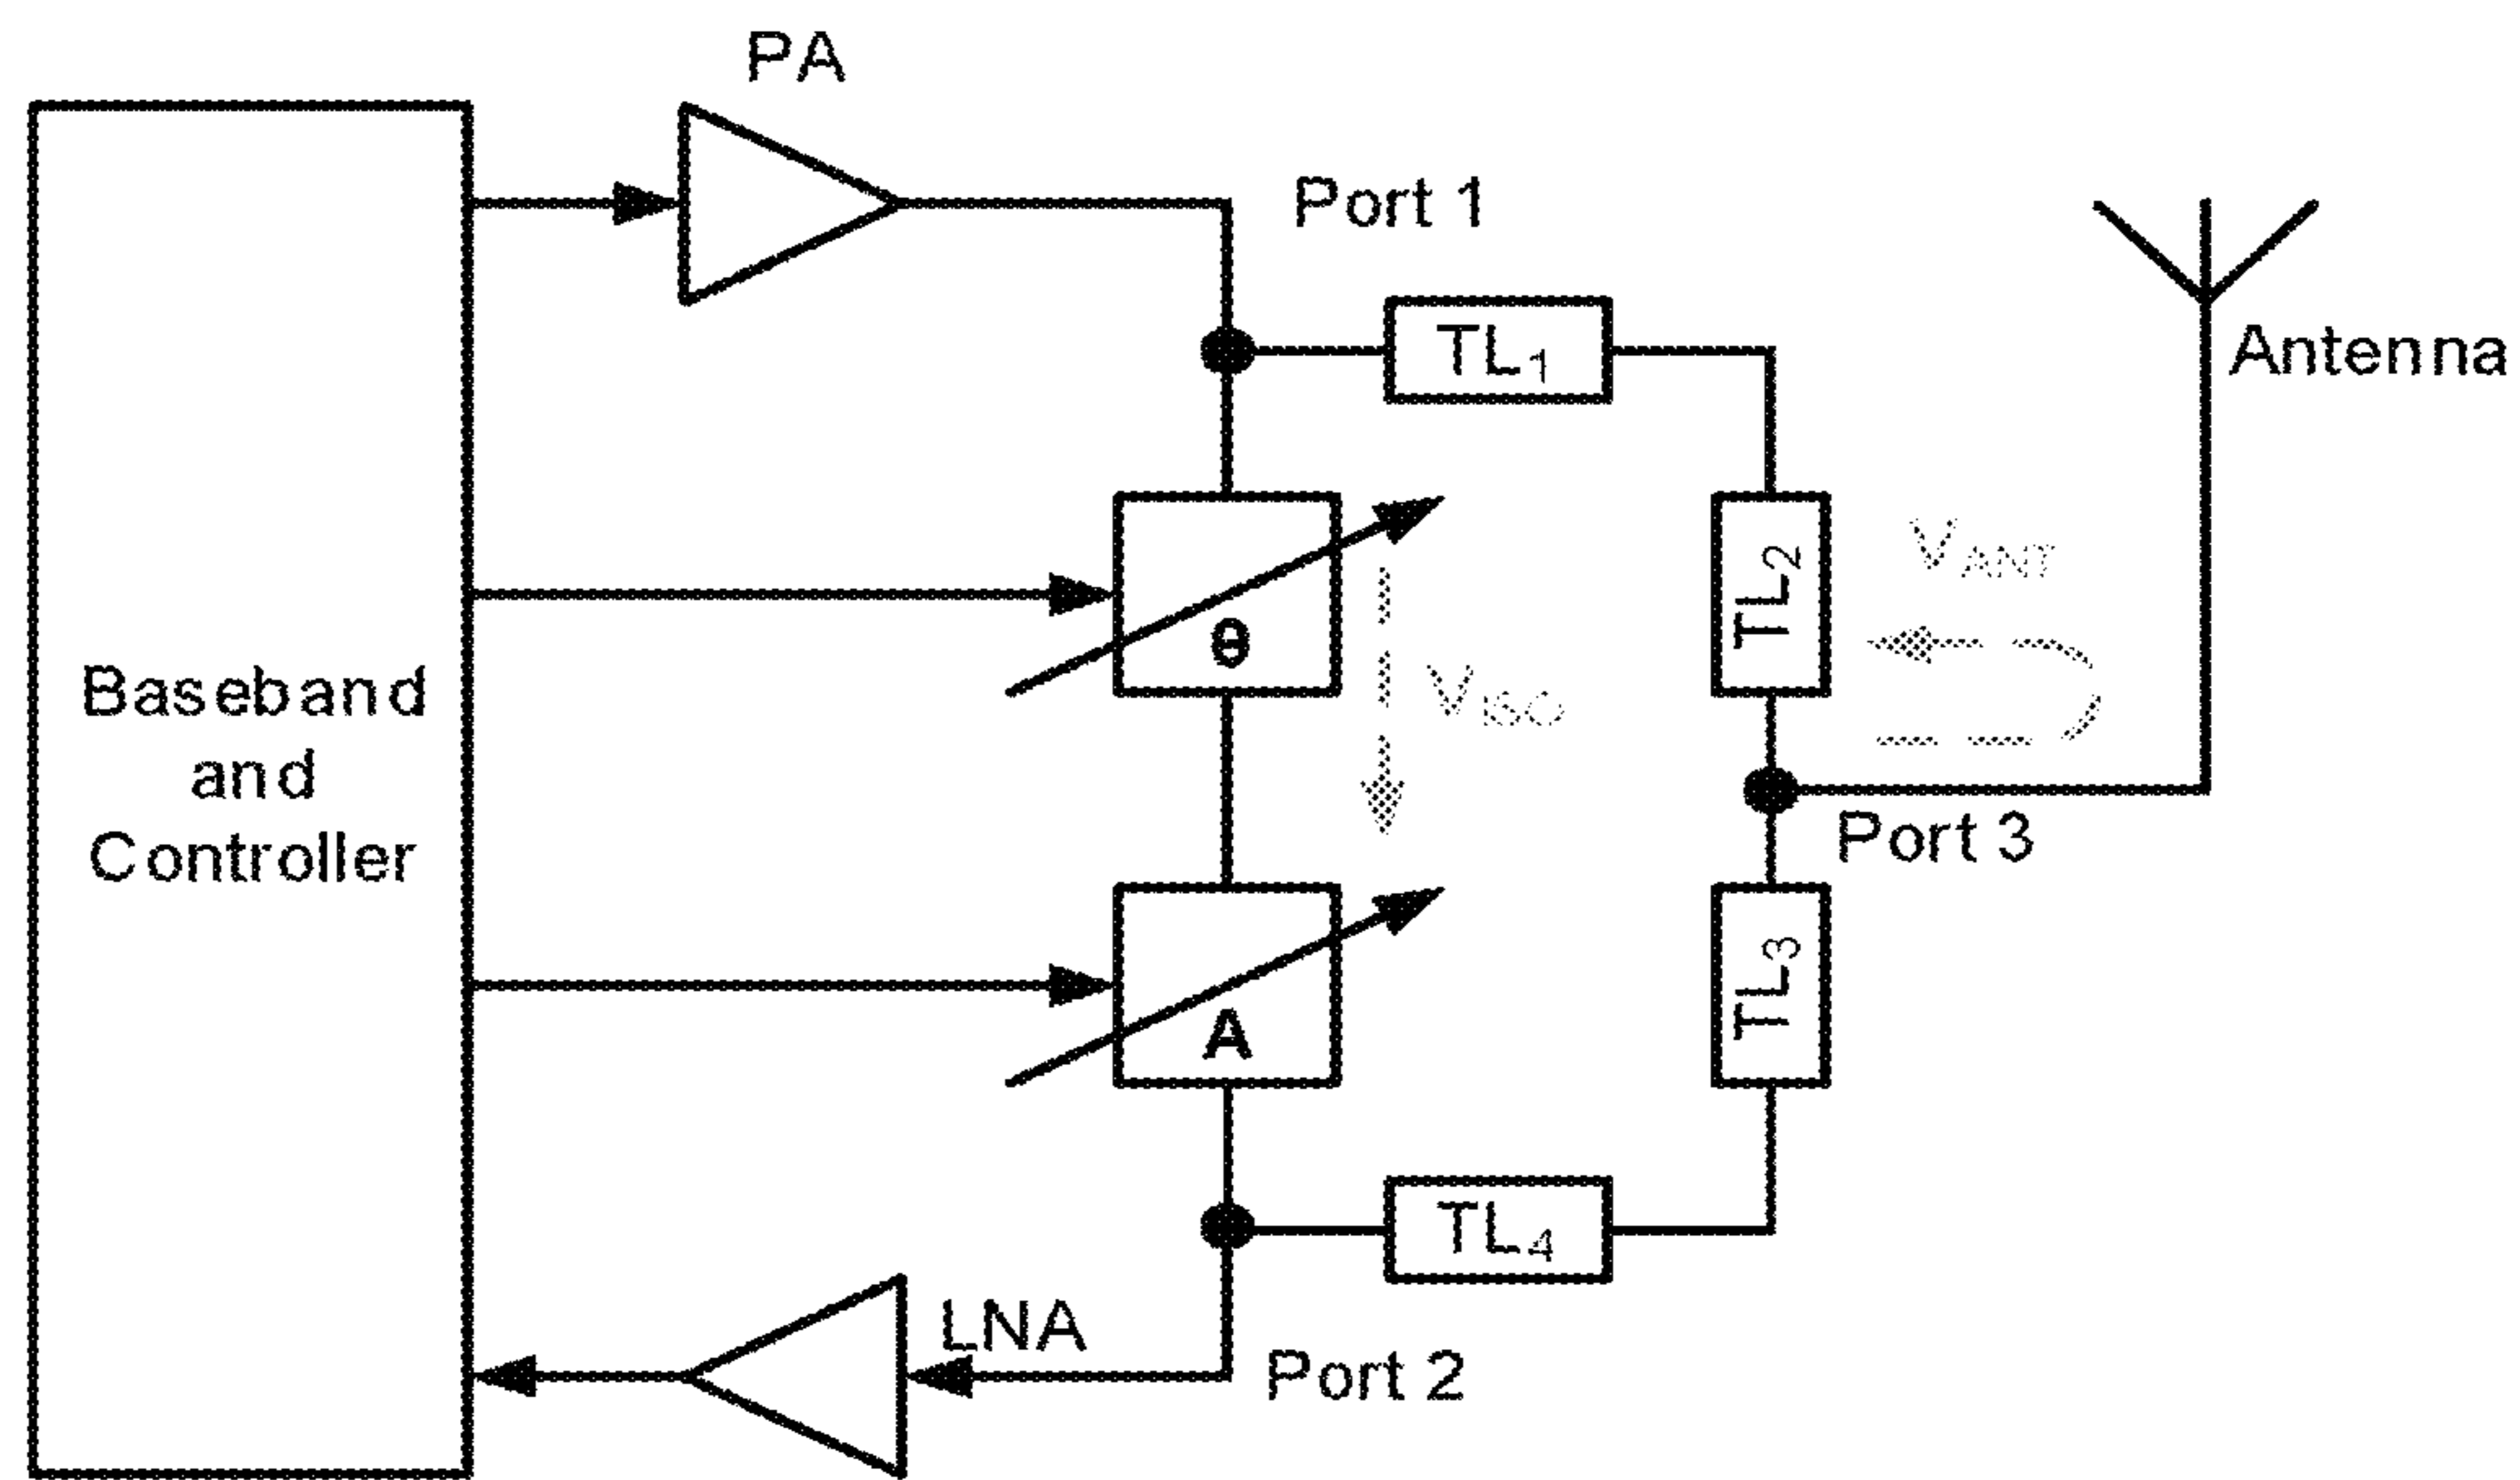 PA
Port 1
TL1
Antenna
TL2
VANT
θ
VISO
Baseband
and
Controller
Port 3
TL3
A
TL4
LNA
Port 2